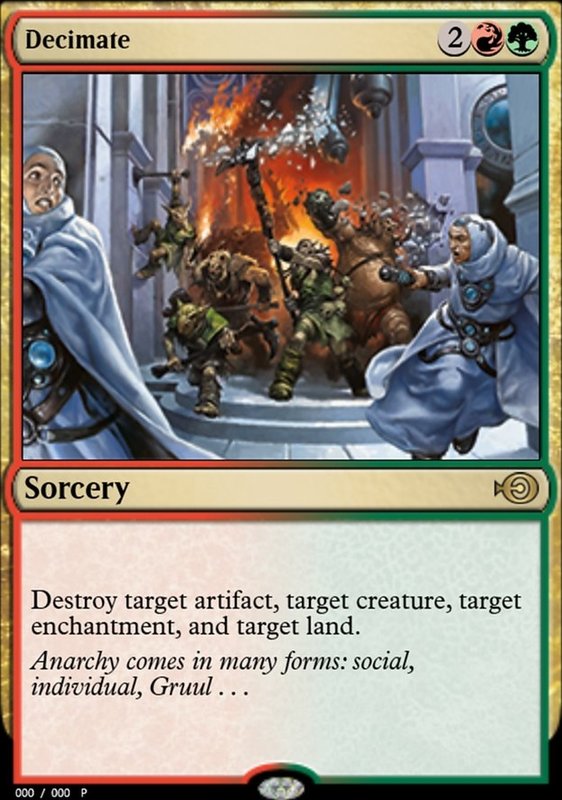 Decimate 2
Sorcery
Destroy target artifact, target creature, target
enchantment, and target land.
Anarchy comes in many forms: social,
individual, Gruul . . .
000 / 000 P